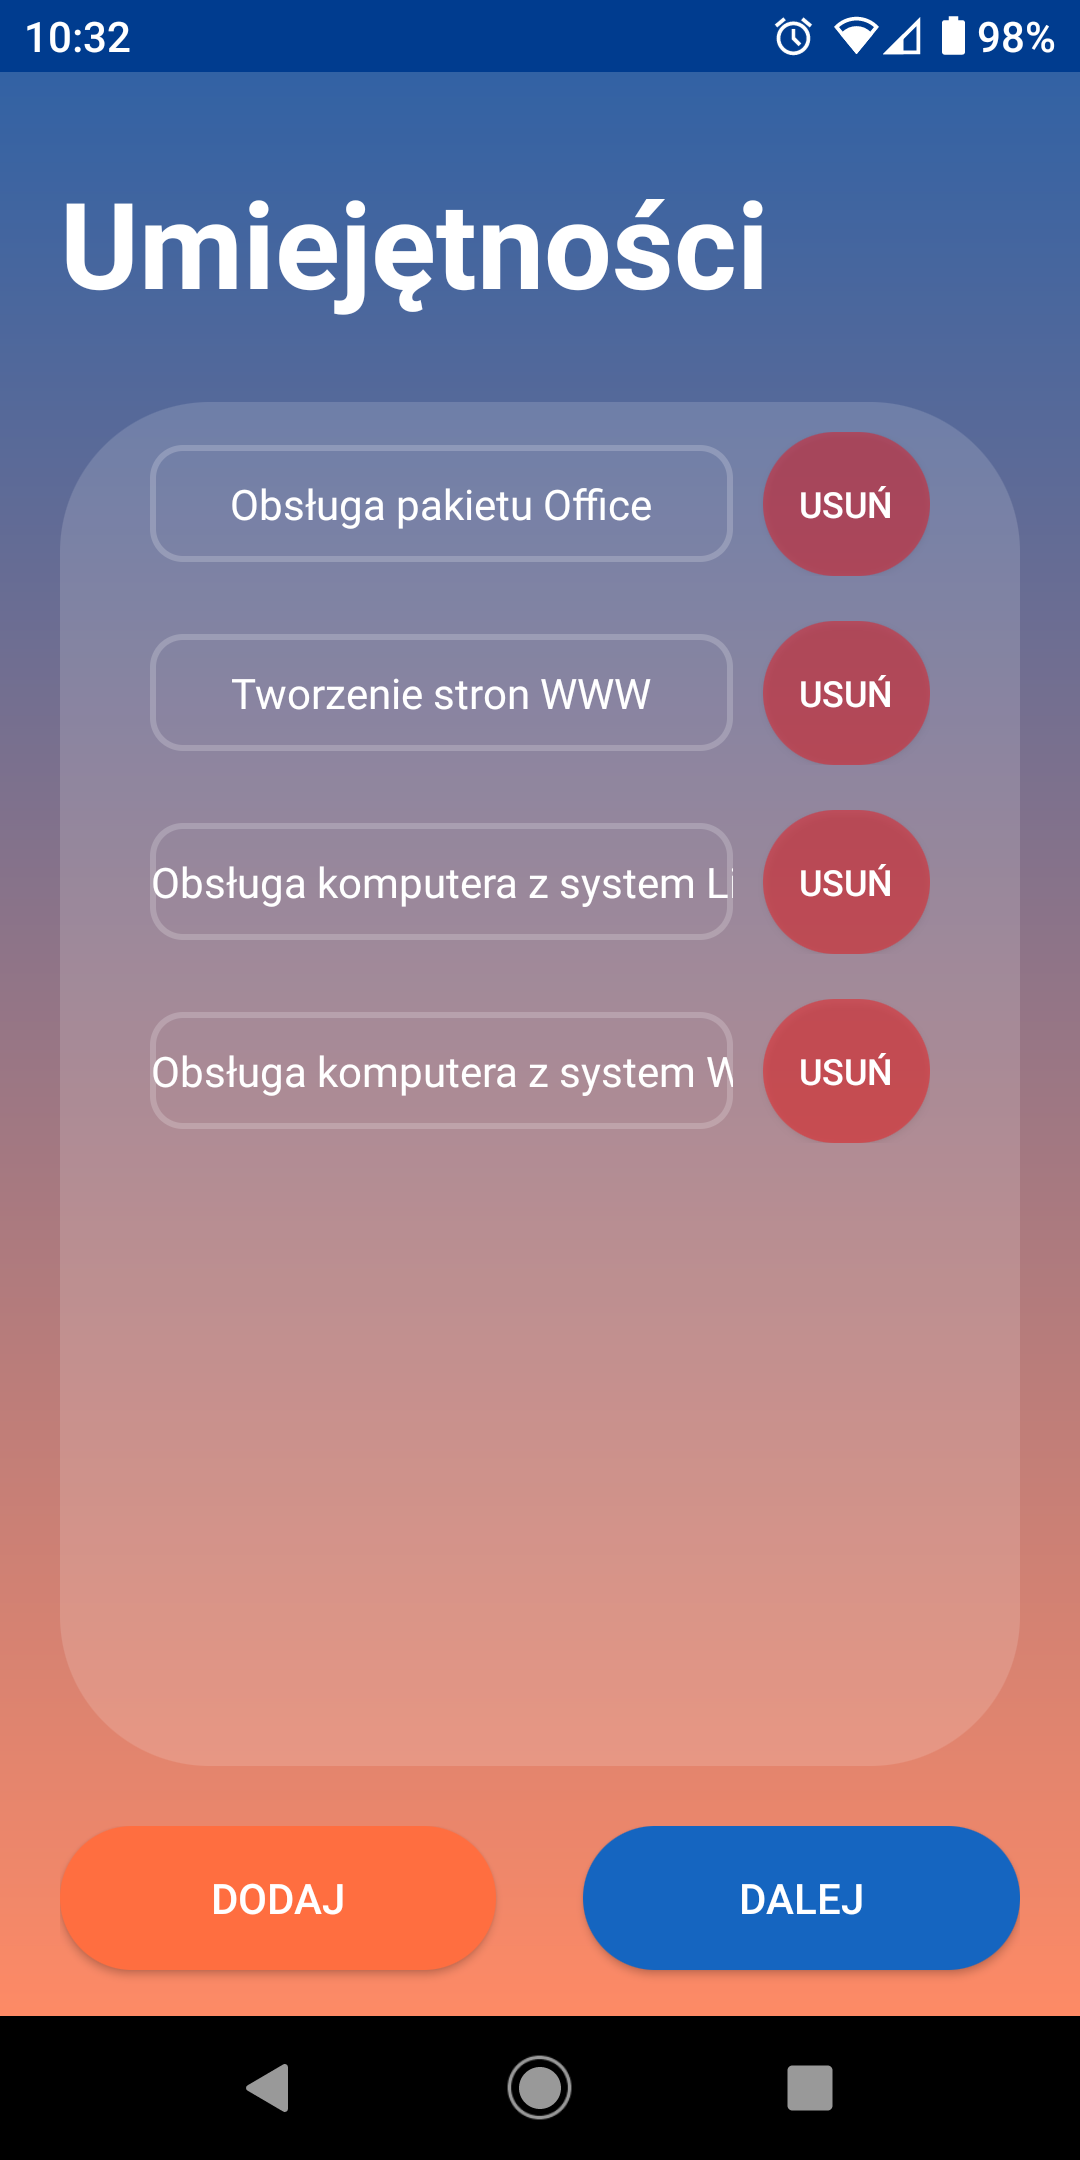 10:32 98%
Umiejętności
Obsługa pakietu Office USUŃ
Tworzenie stron WWW USUŃ
Obsługa komputera z system Li USUŃ
Obsługa komputera z system W USUŃ
DODAJ DALEJ